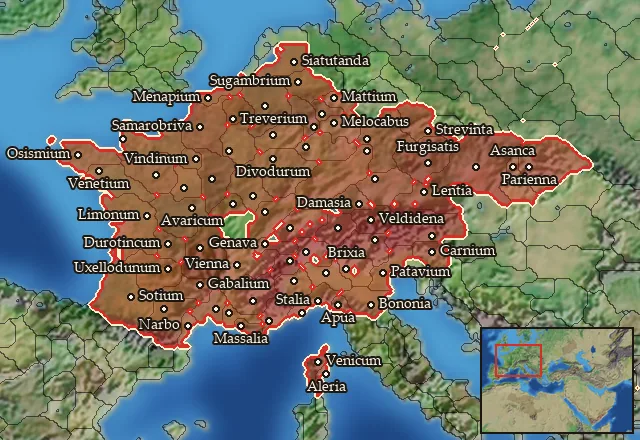 Siatutanda
Sugambrium
Menapium
Mattium
Samarobriva
Treverium
Melocabus
Strevinta
Osismium
Vindinum
Furgisatis
Asanca
Venetium
Divodurum
Parienna
Lentia
Limonum
Avaricum
Damasia
Veldidena
Durotincum
Genava
Carnium
Uxellodunum
Vienna
Brixia
Patavium
Gabalium
Sotium
Stalia
Bononia
Narbo
Apua
Massalia
Venicum
Aleria